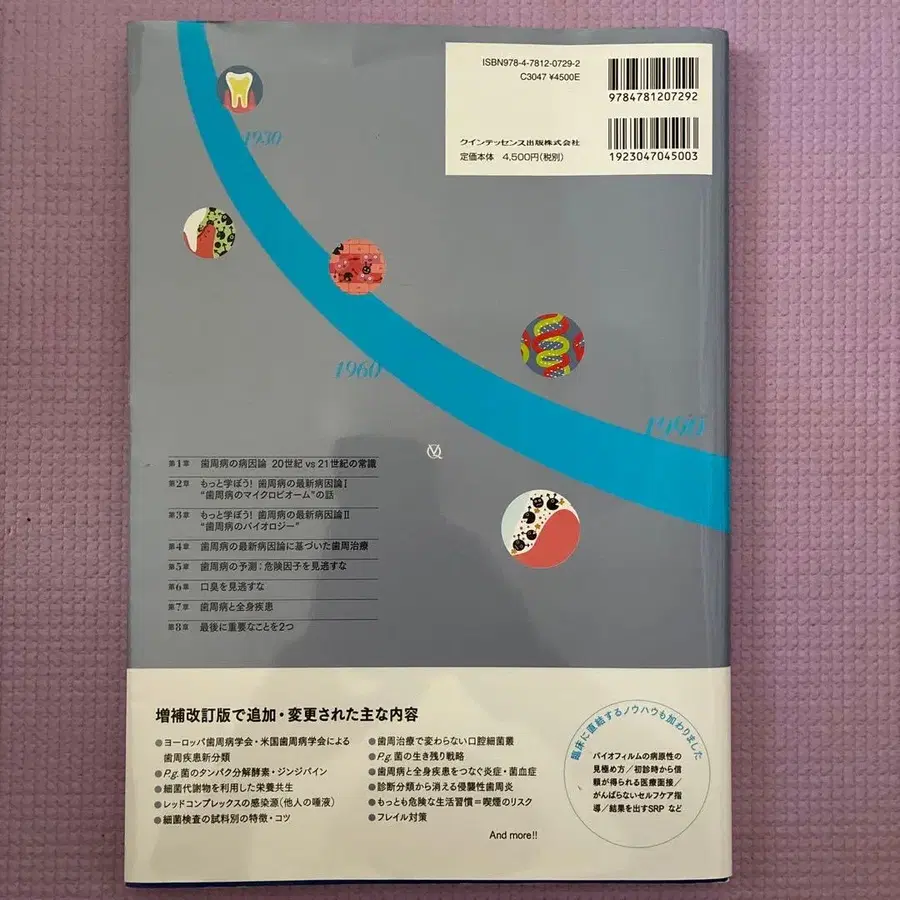 ISBN978-4-7812-0729-2
C3047 ¥4500E
9784781207292
クインテッセンス出版株式会社
定価本体 4,500円(税別)
1923047045003
1930
1960
1990
第1章 歯周病の病因論 20世紀 vs 21世紀の常識
第2章 もっと学ぼう! 歯周病の最新病因論Ⅰ
“歯周病のマイクロビオーム”の話
第3章 もっと学ぼう! 歯周病の最新病因論Ⅱ
“歯周病のバイオロジー”
第4章 歯周病の最新病因論に基づいた歯周治療
第5章 歯周病の予測:危険因子を見逃すな
第6章 口臭を見逃すな
第7章 歯周病と全身疾患
第8章 最後に重要なことを2つ
増補改訂版で追加・変更された主な内容
●ヨーロッパ歯周病学会・米国歯周病学会による
歯周疾患新分類
●P.g.菌のタンパク分解酵素・ジンジパイン
●細菌代謝物を利用した栄養共生
●レッドコンプレックスの感染源(他人の唾液)
●細菌検査の試料別の特徴・コツ
●歯周治療で変わらない口腔細菌叢
●P.g.菌の生き残り戦略
●歯周病と全身疾患をつなぐ炎症・菌血症
●診断分類から消える侵襲性歯周炎
●もっとも危険な生活習慣=喫煙のリスク
●フレイル対策
And more!!
臨床に直結するノウハウも加わりました
バイオフィルムの病原性の
見極め方/初診時から信
頼が得られる医療面接/
がんばらないセルフケア指
導/結果を出すSRP など